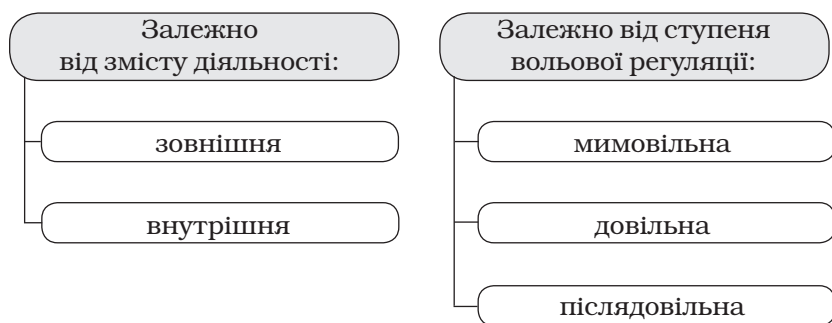 Залежно
від змісту діяльності:
зовнішня
внутрішня
Залежно від ступеня
вольової регуляції:
мимовільна
довільна
післядовільна